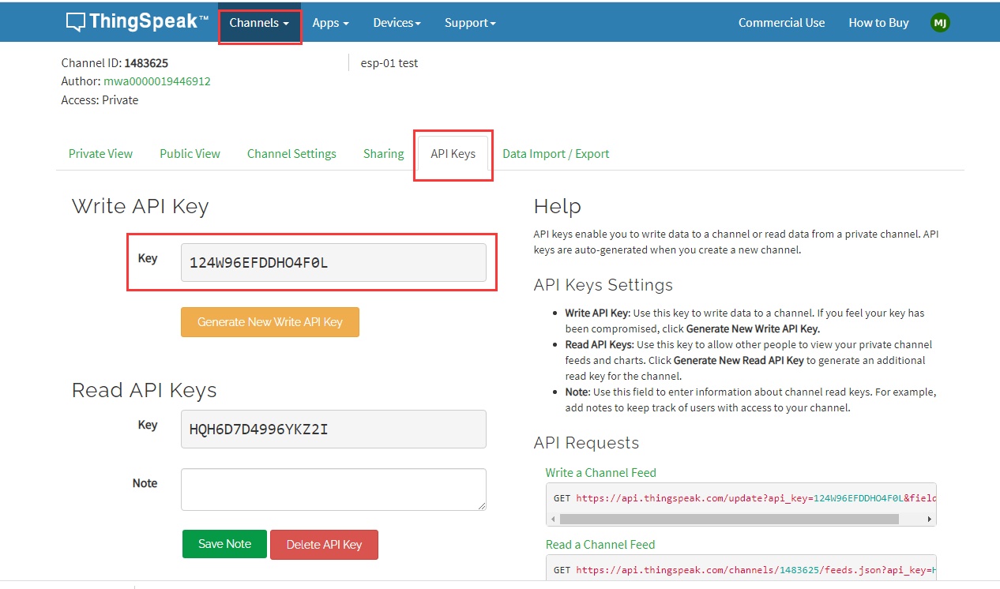 ThingSpeak™ Channels Apps Devices Support Commercial Use How to Buy MJ
Channel ID: 1483625
Author: mwa0000019446912
Access: Private
esp-01 test
Private View Public View Channel Settings Sharing API Keys Data Import / Export
Write API Key
Key 124W96EFDDHO4F0L
Generate New Write API Key
Read API Keys
Key HQH6D7D4996YKZ2I
Note
Save Note Delete API Key
Help
API keys enable you to write data to a channel or read data from a private channel. API
keys are auto-generated when you create a new channel.
API Keys Settings
• Write API Key: Use this key to write data to a channel. If you feel your key has
been compromised, click Generate New Write API Key.
• Read API Keys: Use this key to allow other people to view your private channel
feeds and charts. Click Generate New Read API Key to generate an additional
read key for the channel.
• Note: Use this field to enter information about channel read keys. For example,
add notes to keep track of users with access to your channel.
API Requests
Write a Channel Feed
GET https://api.thingspeak.com/update?api_key=124W96EFDDHO4F0L&field
Read a Channel Feed
GET https://api.thingspeak.com/channels/1483625/feeds.json?api_key=H